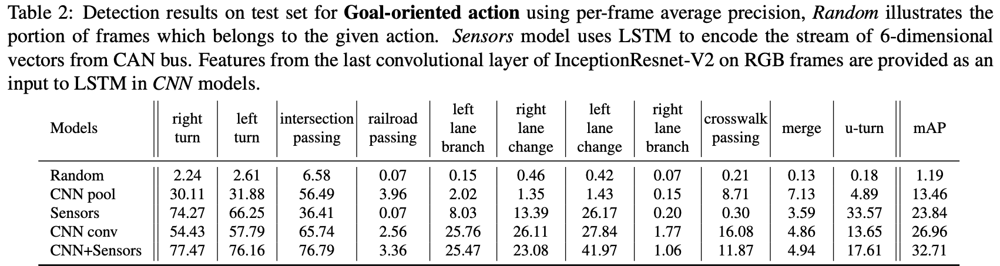 Table 2: Detection results on test set for Goal-oriented action using per-frame average precision, Random illustrates the
portion of frames which belongs to the given action. Sensors model uses LSTM to encode the stream of 6-dimensional
vectors from CAN bus. Features from the last convolutional layer of InceptionResnet-V2 on RGB frames are provided as an
input to LSTM in CNN models.
Models | right turn | left turn | intersection passing | railroad passing | left lane branch | right lane change | left lane change | right lane branch | crosswalk passing | merge | u-turn | mAP
Random | 2.24 | 2.61 | 6.58 | 0.07 | 0.15 | 0.46 | 0.42 | 0.07 | 0.21 | 0.13 | 0.18 | 1.19
CNN pool | 30.11 | 31.88 | 56.49 | 3.96 | 2.02 | 1.35 | 1.43 | 0.15 | 8.71 | 7.13 | 4.89 | 13.46
Sensors | 74.27 | 66.25 | 36.41 | 0.07 | 8.03 | 13.39 | 26.17 | 0.20 | 0.30 | 3.59 | 33.57 | 23.84
CNN conv | 54.43 | 57.79 | 65.74 | 2.56 | 25.76 | 26.11 | 27.84 | 1.77 | 16.08 | 4.86 | 13.65 | 26.96
CNN+Sensors | 77.47 | 76.16 | 76.79 | 3.36 | 25.47 | 23.08 | 41.97 | 1.06 | 11.87 | 4.94 | 17.61 | 32.71